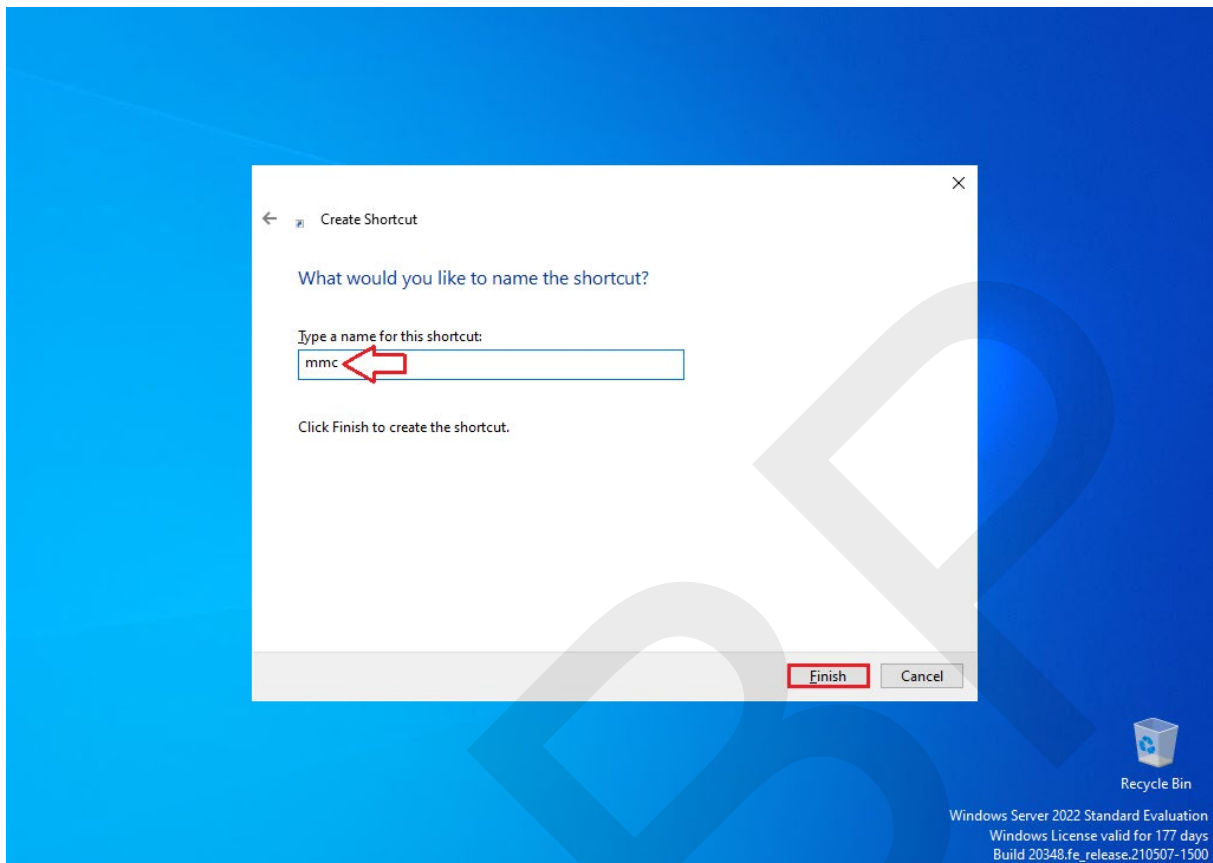 Create Shortcut
What would you like to name the shortcut?
Type a name for this shortcut:
mmc
Click Finish to create the shortcut.
Finish
Cancel
Recycle Bin
Windows Server 2022 Standard Evaluation
Windows License valid for 177 days
Build 20348.fe_release.210507-1500